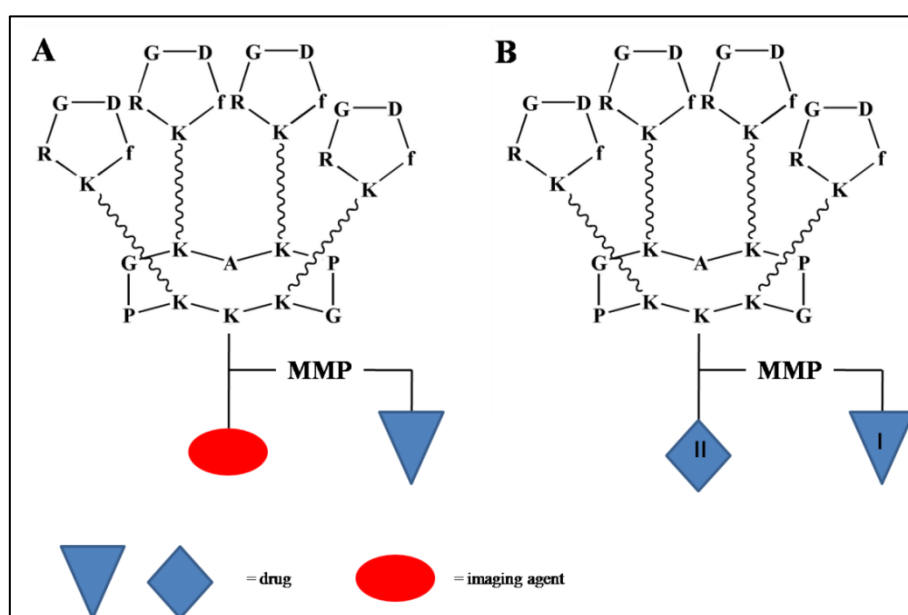 A
G D G D
G D R f R f G D
K K
R f R f
K K
K K
G A P
K K
P K G
MMP
B
G D G D
G D R f R f G D
K K
R f R f
K K
K K
G A P
K K
P K G
MMP
II I
= drug
= imaging agent